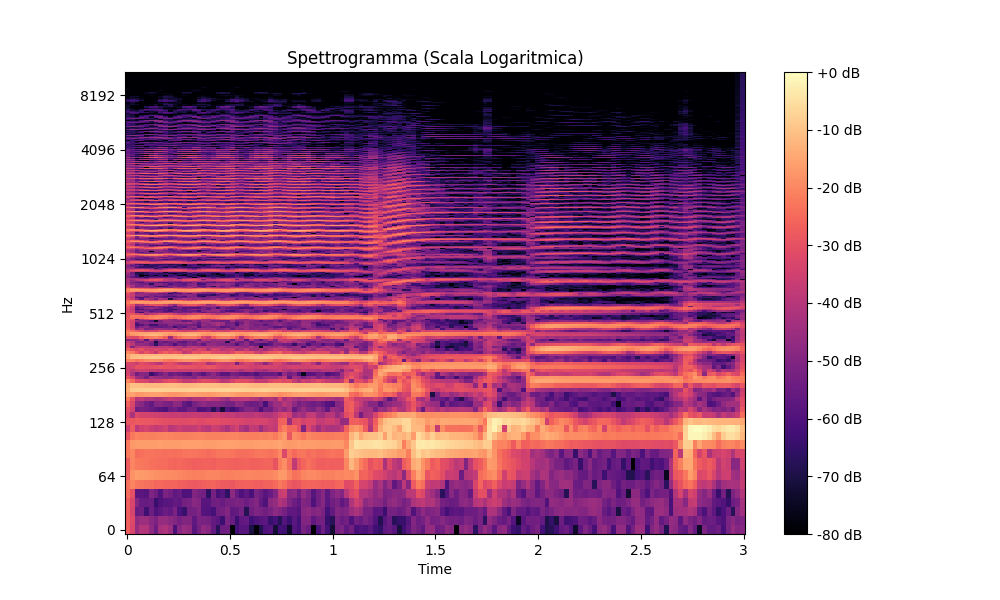 Spettrogramma (Scala Logaritmica)
8192
4096
2048
1024
512
256
128
64
0
Hz
0
0.5
1
1.5
2
2.5
3
Time
+0 dB
-10 dB
-20 dB
-30 dB
-40 dB
-50 dB
-60 dB
-70 dB
-80 dB